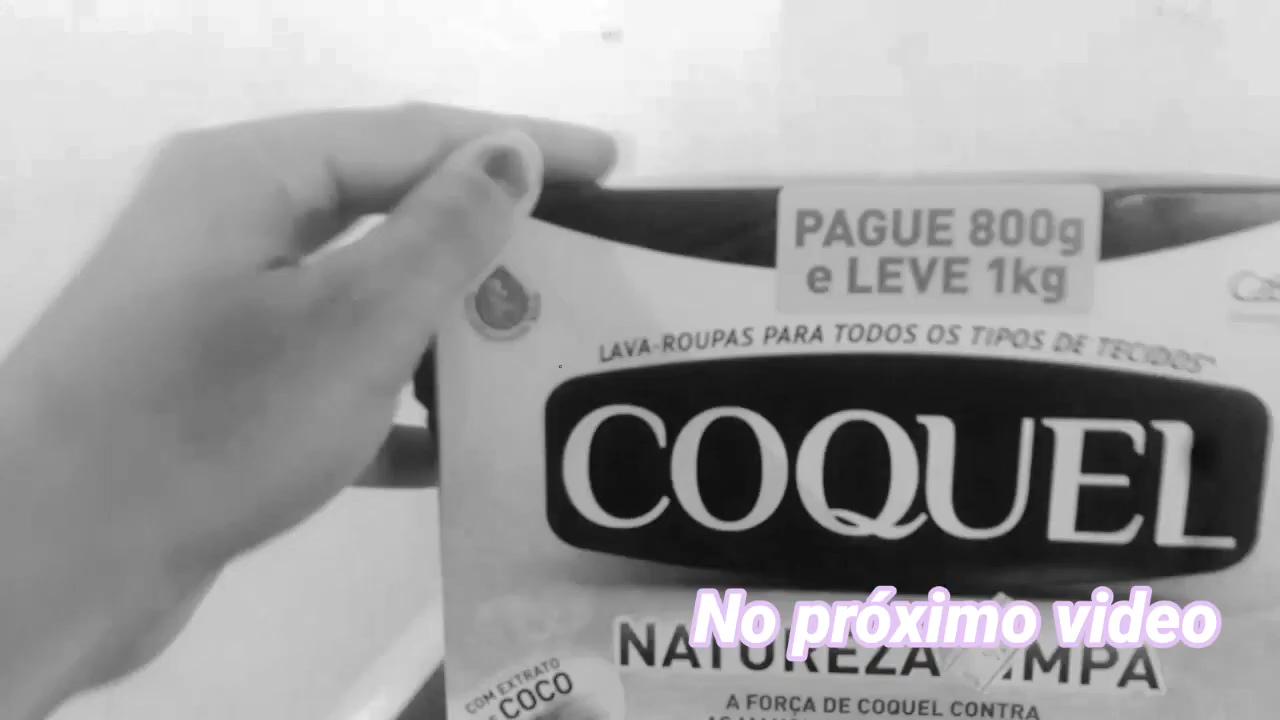 PAGUE 800g
e LEVE 1kg
LAVA-ROUPAS PARA TODOS OS TIPOS DE TECIDOS
COQUEL
No próximo video
NATUREZA
COM EXTRATO
COCO
A FORÇA DE COQUEL CONTRA